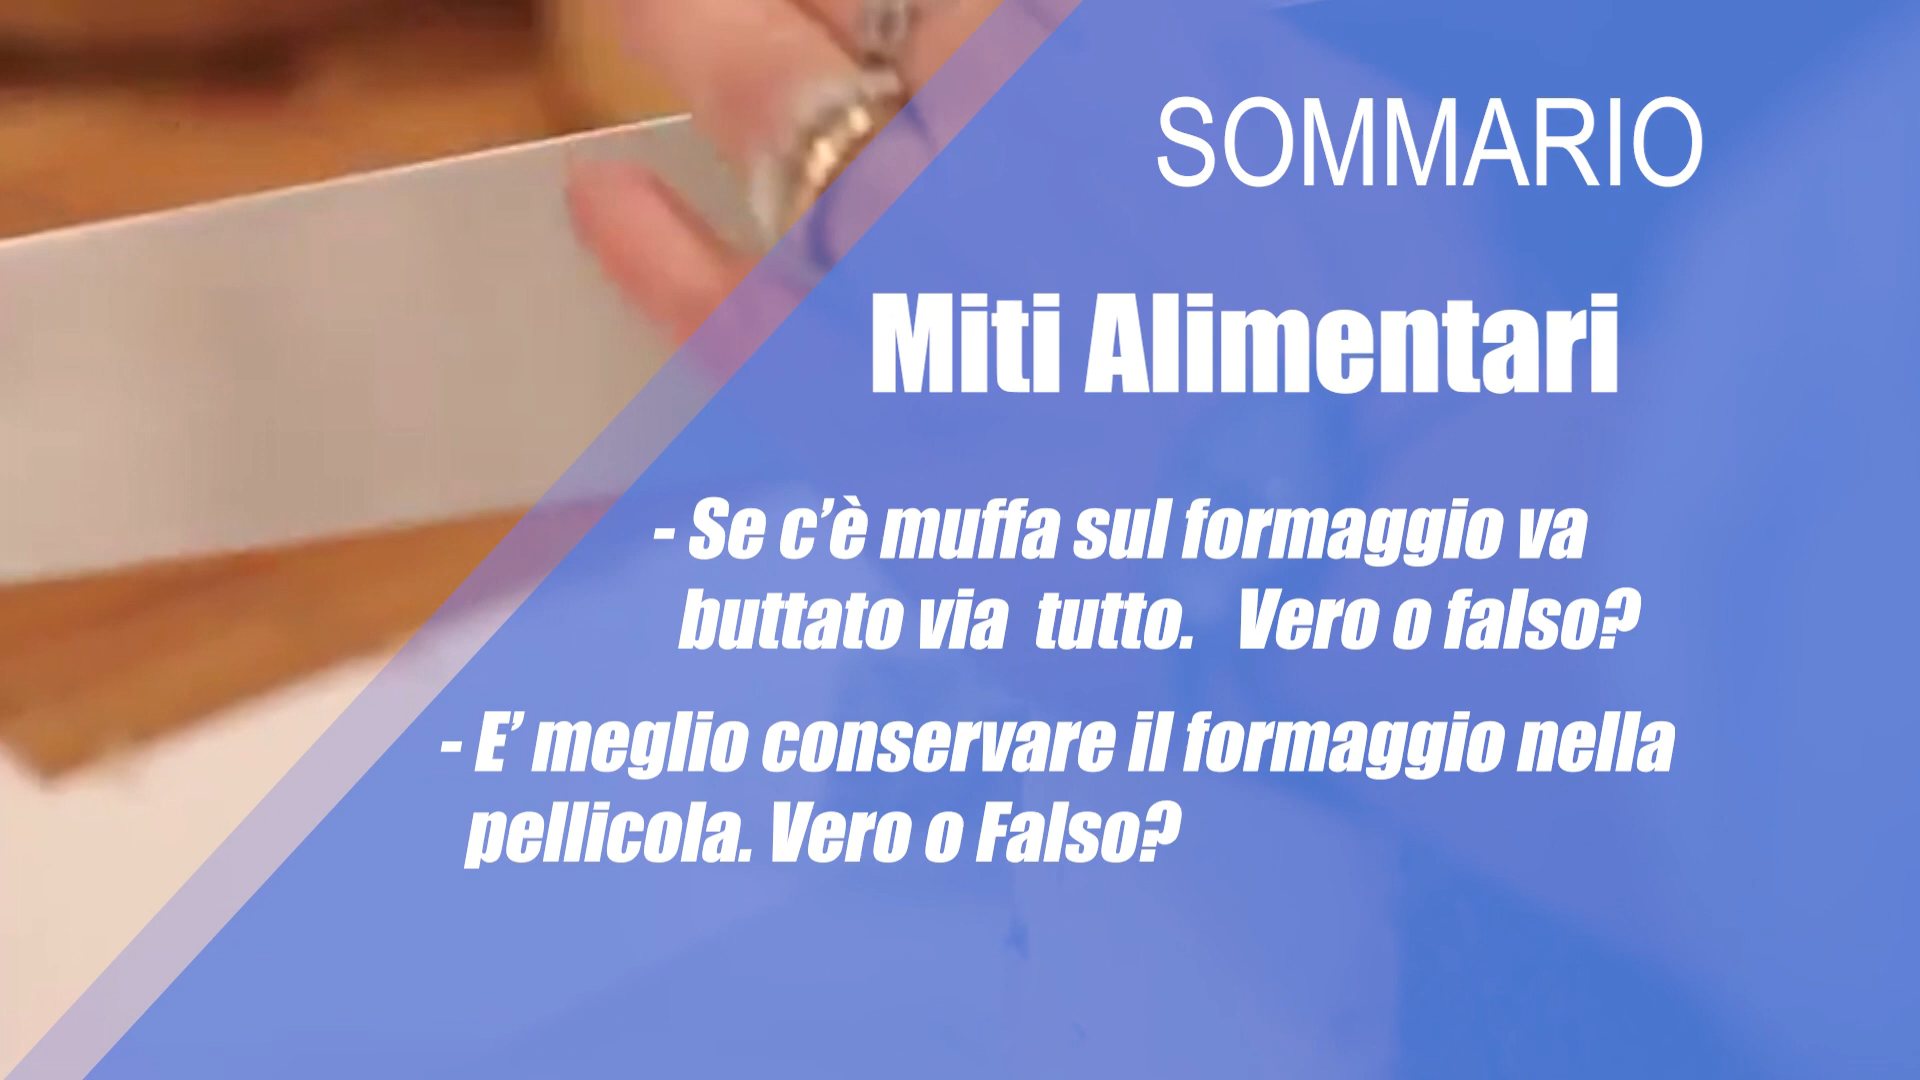 SOMMARIO
Miti Alimentari
- Se c’è muffa sul formaggio va
buttato via  tutto.   Vero o falso?
- E’ meglio conservare il formaggio nella
pellicola. Vero o Falso?